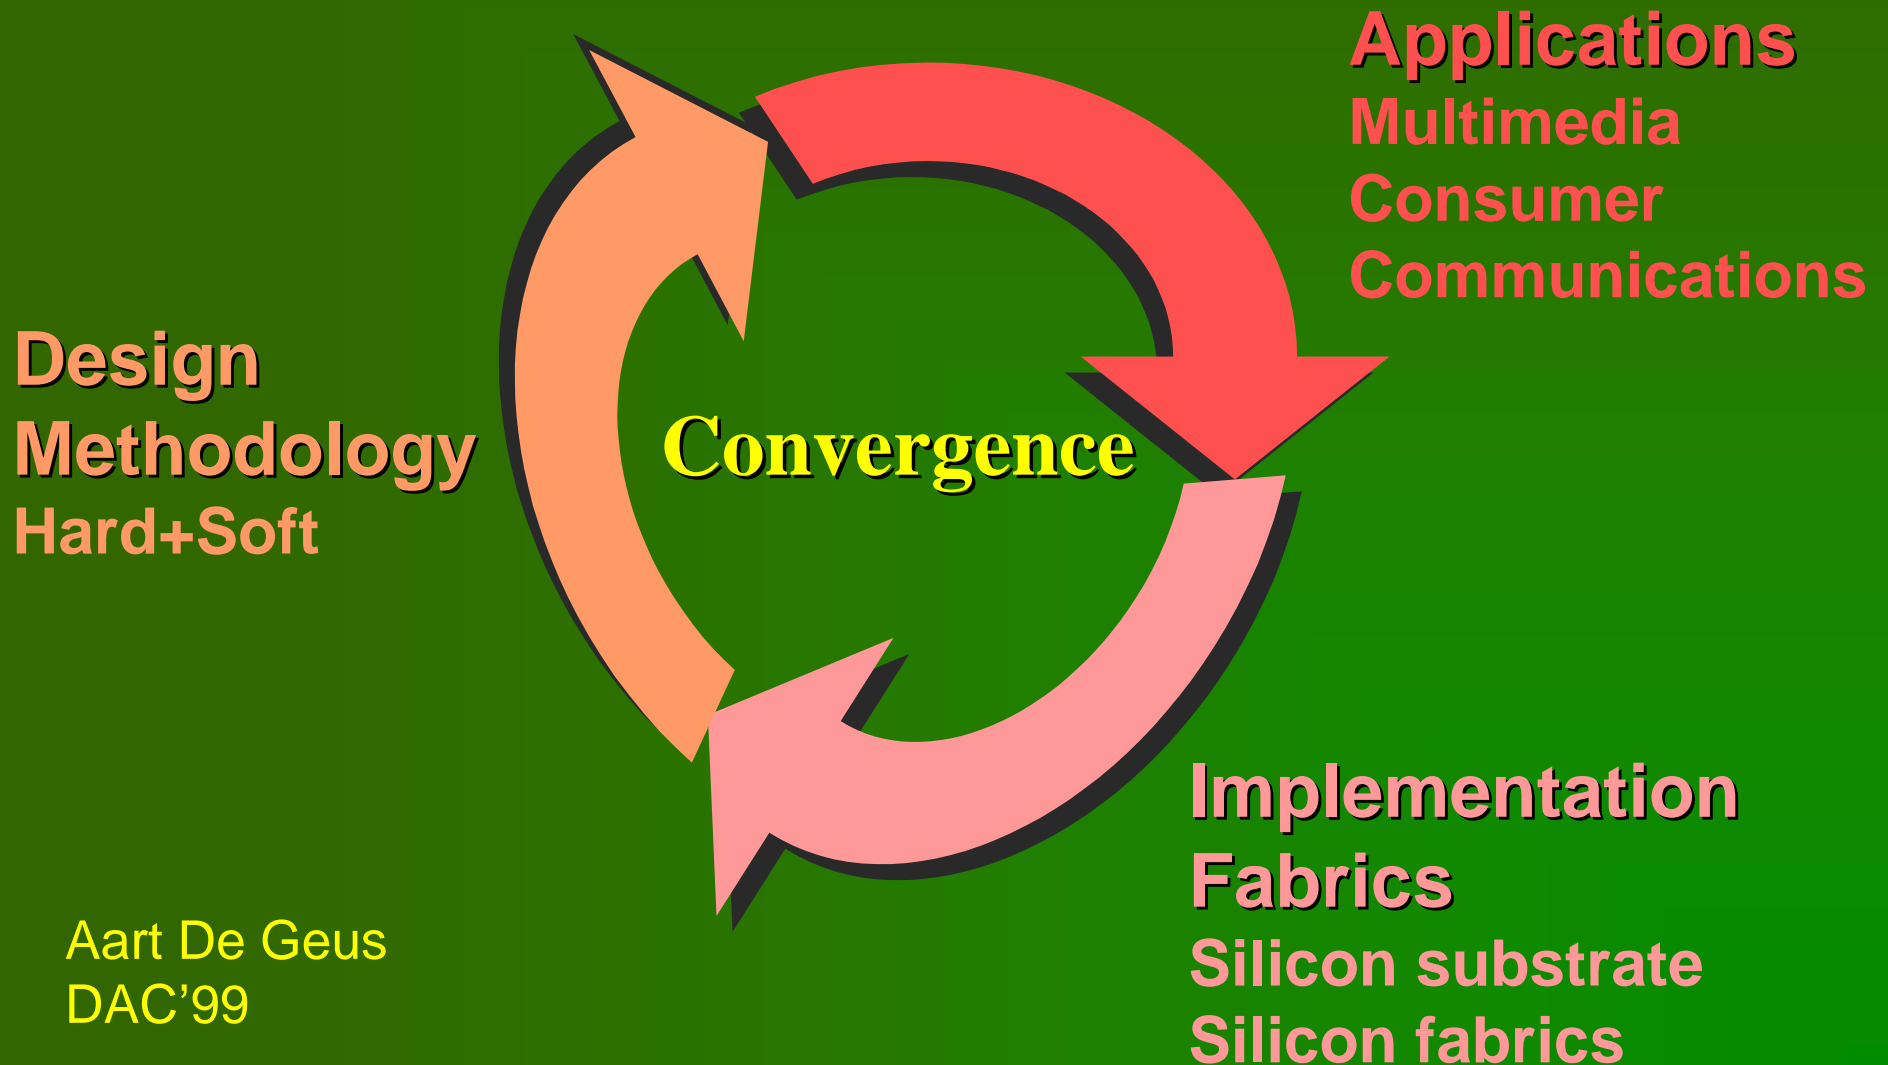 Applications
Multimedia
Consumer
Communications
Design
Methodology
Hard+Soft
Convergence
Implementation
Fabrics
Silicon substrate
Silicon fabrics
Aart De Geus
DAC’99